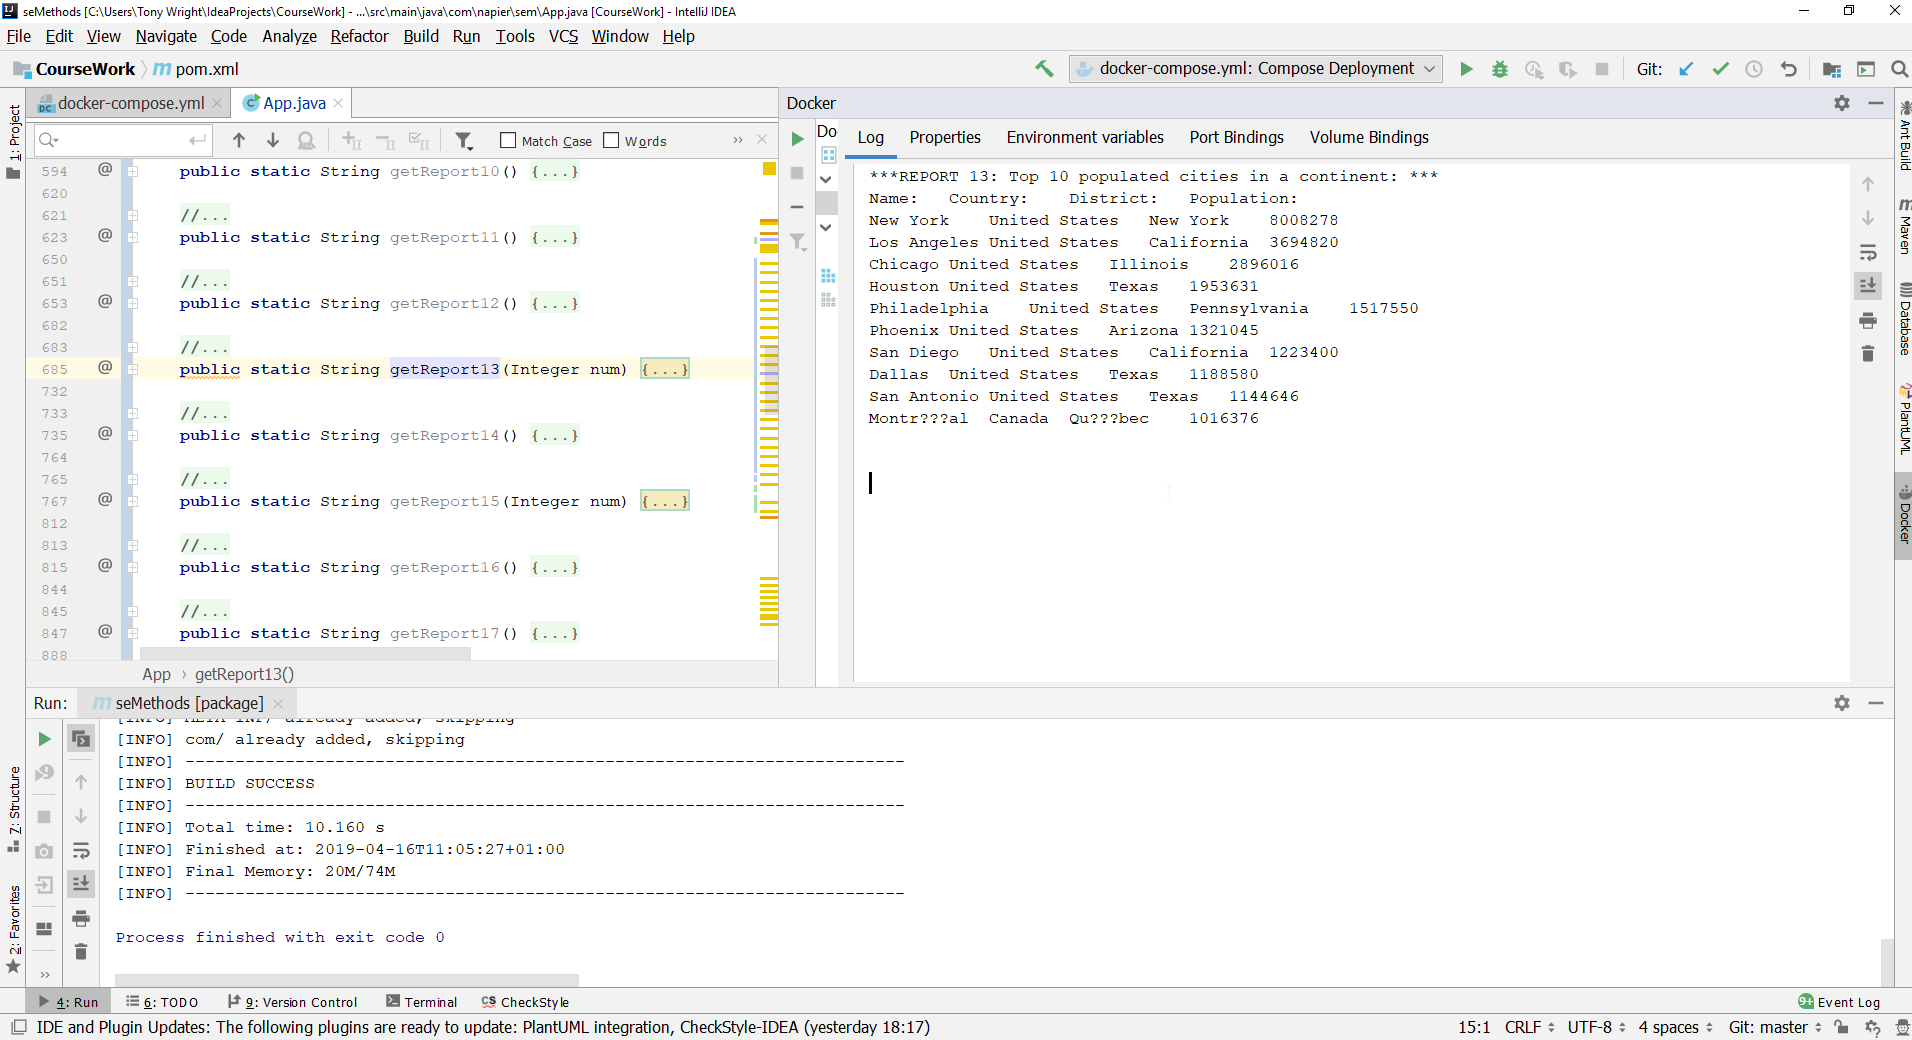 seMethods [C:\Users\Tony Wright\IdeaProjects\CourseWork] - ...\src\main\java\com\napier\sem\App.java [CourseWork] - IntelliJ IDEA
File Edit View Navigate Code Analyze Refactor Build Run Tools VCS Window Help
CourseWork pom.xml docker-compose.yml: Compose Deployment Git:
docker-compose.yml App.java
Match Case Words
594 @ public static String getReport10() {...}
620
621 //...
623 @ public static String getReport11() {...}
650
651 //...
653 @ public static String getReport12() {...}
682
683 //...
685 @ public static String getReport13(Integer num) {...}
732
733 //...
735 @ public static String getReport14() {...}
764
765 //...
767 @ public static String getReport15(Integer num) {...}
812
813 //...
815 @ public static String getReport16() {...}
844
845 //...
847 @ public static String getReport17() {...}
888
App › getReport13()
Docker
Do
Log Properties Environment variables Port Bindings Volume Bindings
***REPORT 13: Top 10 populated cities in a continent: ***
Name: Country: District: Population:
New York United States New York 8008278
Los Angeles United States California 3694820
Chicago United States Illinois 2896016
Houston United States Texas 1953631
Philadelphia United States Pennsylvania 1517550
Phoenix United States Arizona 1321045
San Diego United States California 1223400
Dallas United States Texas 1188580
San Antonio United States Texas 1144646
Montr???al Canada Qu???bec 1016376
1: Project
7: Structure
2: Favorites
Ant Build
Maven
Database
PlantUML
Docker
Run: seMethods [package]
[INFO] META-INF/ already added, skipping
[INFO] com/ already added, skipping
[INFO] ------------------------------------------------------------------------
[INFO] BUILD SUCCESS
[INFO] ------------------------------------------------------------------------
[INFO] Total time: 10.160 s
[INFO] Finished at: 2019-04-16T11:05:27+01:00
[INFO] Final Memory: 20M/74M
[INFO] ------------------------------------------------------------------------
Process finished with exit code 0
4: Run 6: TODO 9: Version Control Terminal CS CheckStyle 9+ Event Log
IDE and Plugin Updates: The following plugins are ready to update: PlantUML integration, CheckStyle-IDEA (yesterday 18:17) 15:1 CRLF UTF-8 4 spaces Git: master